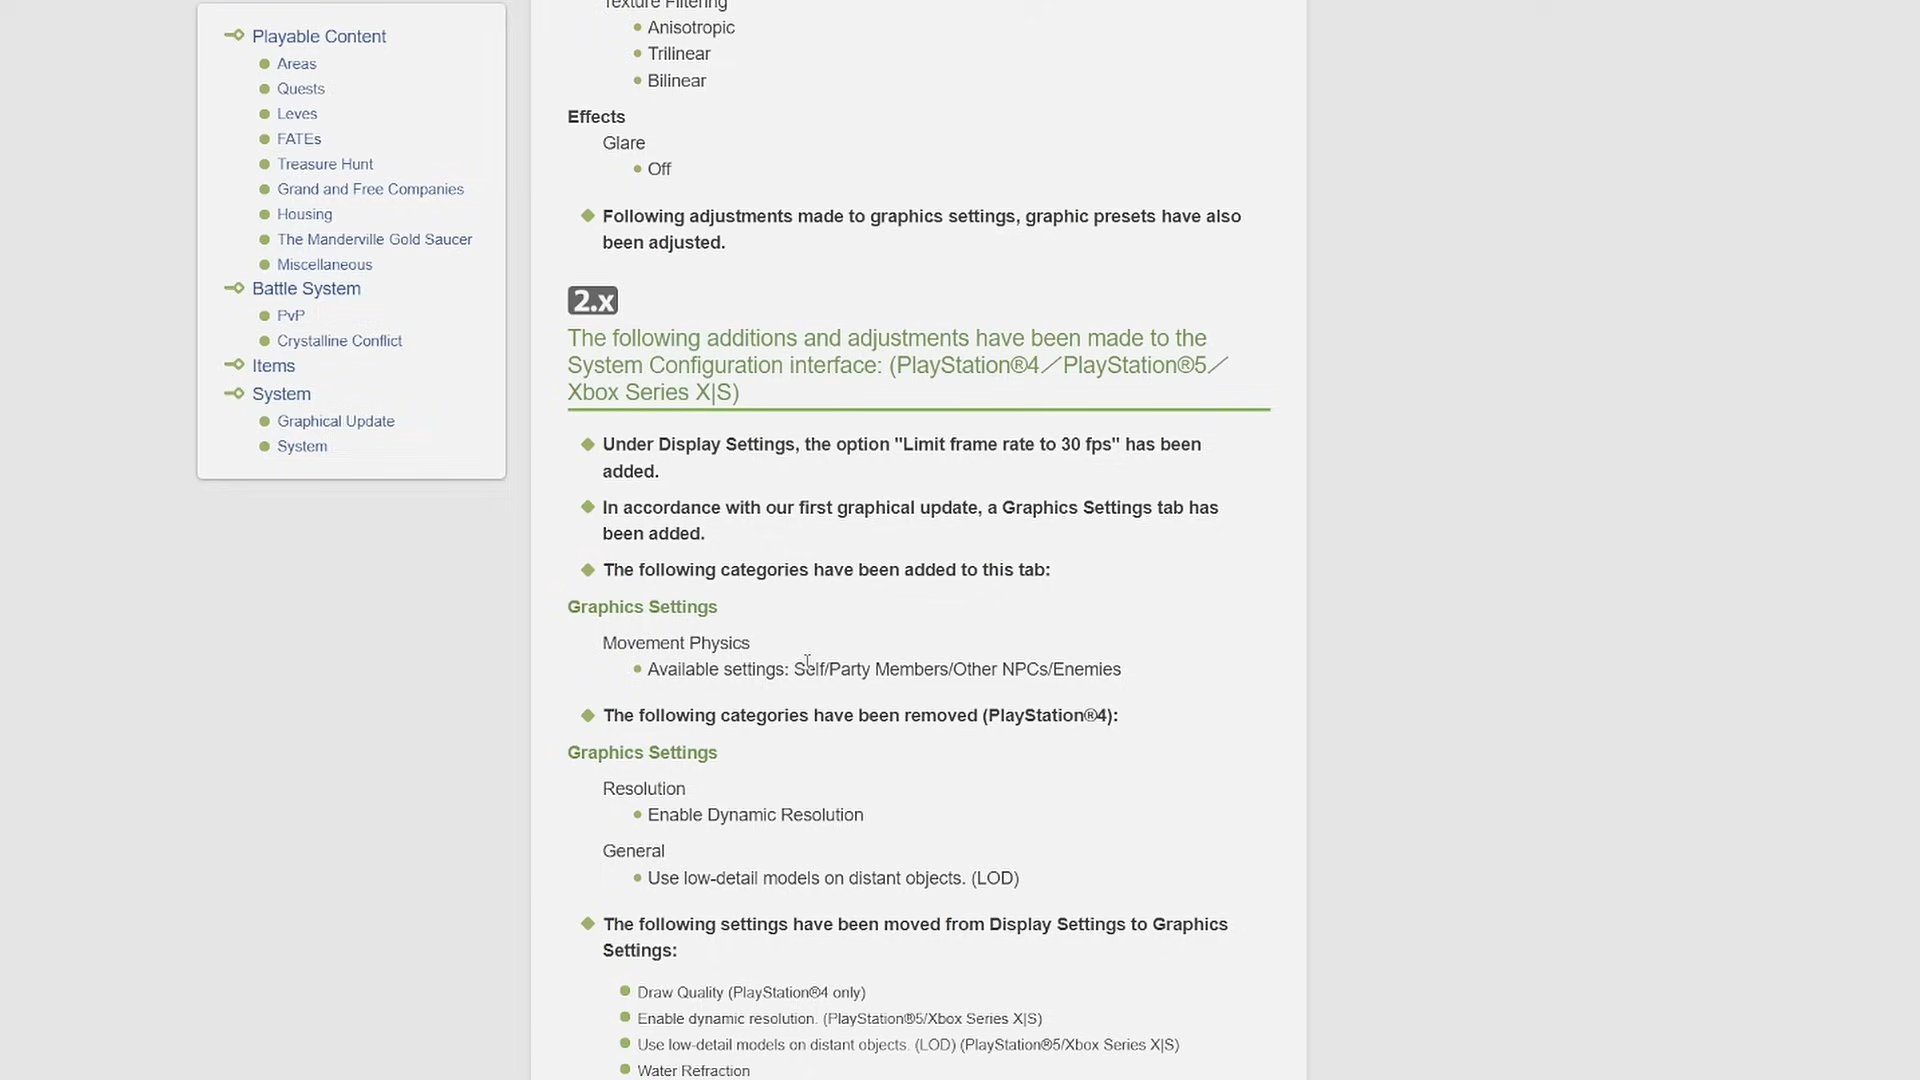 Playable Content
Areas
Quests
Leves
FATEs
Treasure Hunt
Grand and Free Companies
Housing
The Manderville Gold Saucer
Miscellaneous
Battle System
PvP
Crystalline Conflict
Items
System
Graphical Update
System
Texture Filtering
Anisotropic
Trilinear
Bilinear
Effects
Glare
Off
Following adjustments made to graphics settings, graphic presets have also
been adjusted.
2.x
The following additions and adjustments have been made to the
System Configuration interface: (PlayStation®4／PlayStation®5／
Xbox Series X|S)
Under Display Settings, the option "Limit frame rate to 30 fps" has been
added.
In accordance with our first graphical update, a Graphics Settings tab has
been added.
The following categories have been added to this tab:
Graphics Settings
Movement Physics
Available settings: Self/Party Members/Other NPCs/Enemies
The following categories have been removed (PlayStation®4):
Graphics Settings
Resolution
Enable Dynamic Resolution
General
Use low-detail models on distant objects. (LOD)
The following settings have been moved from Display Settings to Graphics
Settings:
Draw Quality (PlayStation®4 only)
Enable dynamic resolution. (PlayStation®5/Xbox Series X|S)
Use low-detail models on distant objects. (LOD) (PlayStation®5/Xbox Series X|S)
Water Refraction